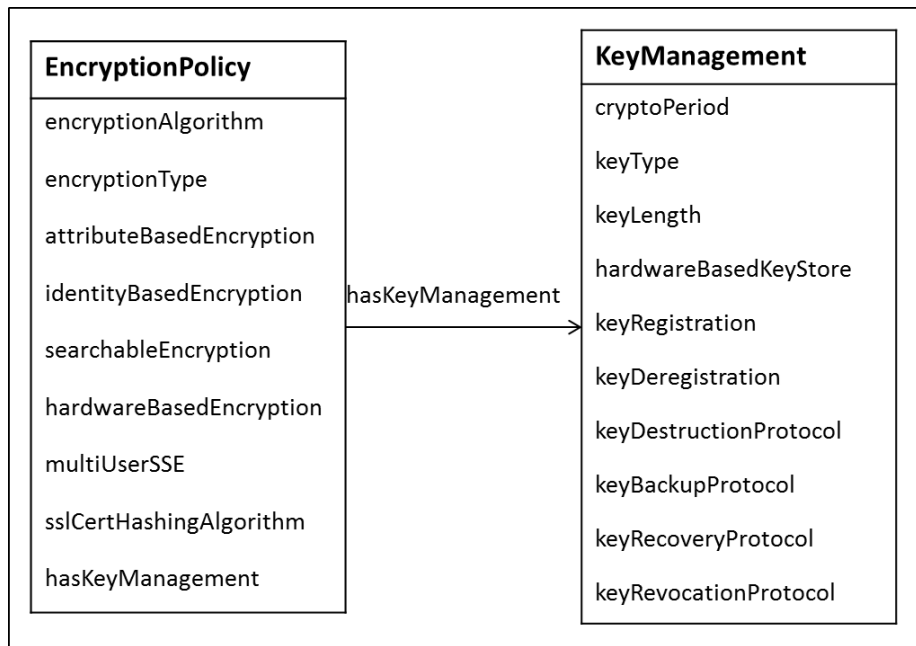 EncryptionPolicy
encryptionAlgorithm
encryptionType
attributeBasedEncryption
identityBasedEncryption
searchableEncryption
hardwareBasedEncryption
multiUserSSE
sslCertHashingAlgorithm
hasKeyManagement
hasKeyManagement
KeyManagement
cryptoPeriod
keyType
keyLength
hardwareBasedKeyStore
keyRegistration
keyDeregistration
keyDestructionProtocol
keyBackupProtocol
keyRecoveryProtocol
keyRevocationProtocol